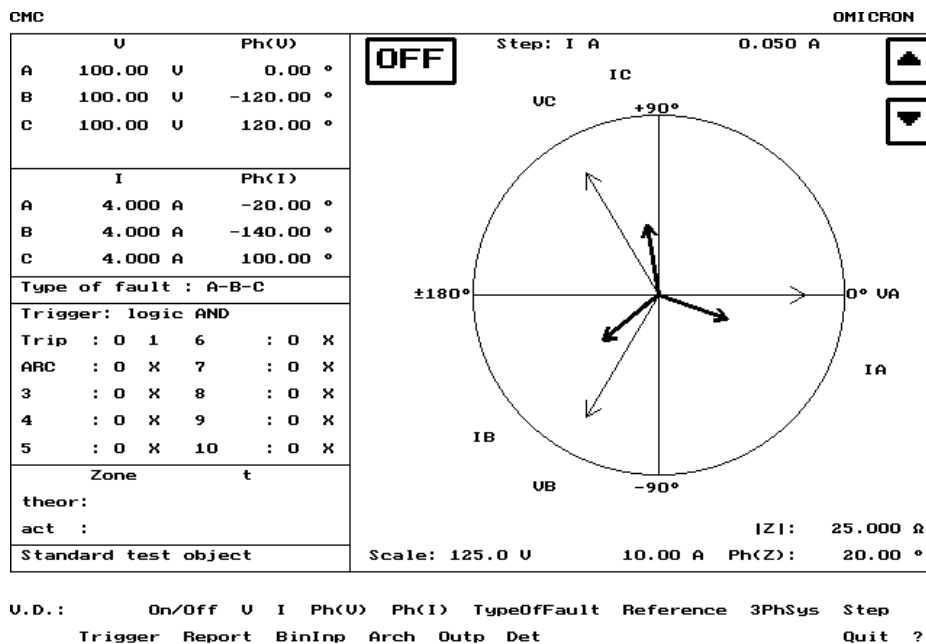 CMC OMICRON
V Ph(V)
A 100.00 V 0.00 °
B 100.00 V -120.00 °
C 100.00 V 120.00 °
I Ph(I)
A 4.000 A -20.00 °
B 4.000 A -140.00 °
C 4.000 A 100.00 °
Type of fault : A-B-C
Trigger: logic AND
Trip : 0 1 6 : 0 X
ARC : 0 X 7 : 0 X
3 : 0 X 8 : 0 X
4 : 0 X 9 : 0 X
5 : 0 X 10 : 0 X
Zone t
theor:
act :
Standard test object
OFF
Step: I A 0.050 A
IC
VC
+90°
±180°
0° VA
IA
IB
VB
-90°
|Z|: 25.000 Ω
Scale: 125.0 V 10.00 A Ph(Z): 20.00 °
V.D.: On/Off V I Ph(V) Ph(I) TypeOfFault Reference 3PhSys Step
Trigger Report BinInp Arch Outp Det Quit ?